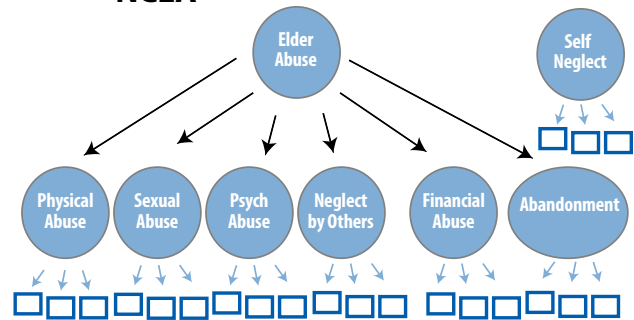 Elder
Abuse
Self
Neglect
Physical
Abuse
Sexual
Abuse
Psych
Abuse
Neglect
by Others
Financial
Abuse
Abandonment